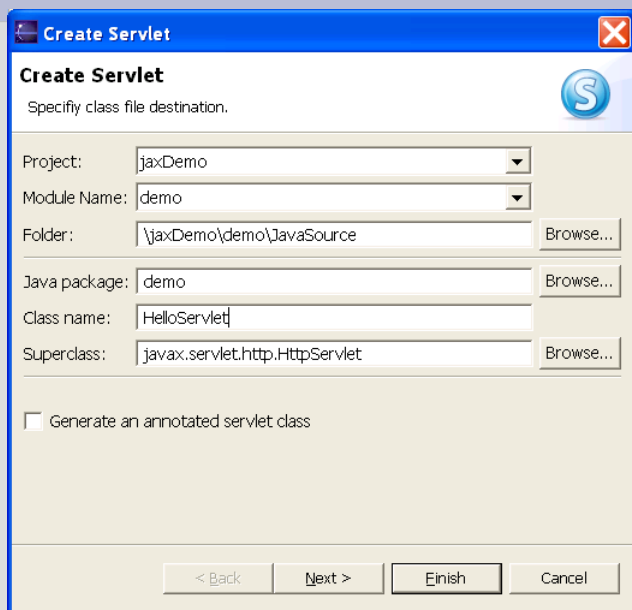 Create Servlet
Create Servlet
Specifiy class file destination.
Project: jaxDemo
Module Name: demo
Folder: \jaxDemo\demo\JavaSource Browse...
Java package: demo Browse...
Class name: HelloServlet
Superclass: javax.servlet.http.HttpServlet Browse...
Generate an annotated servlet class
< Back Next > Finish Cancel